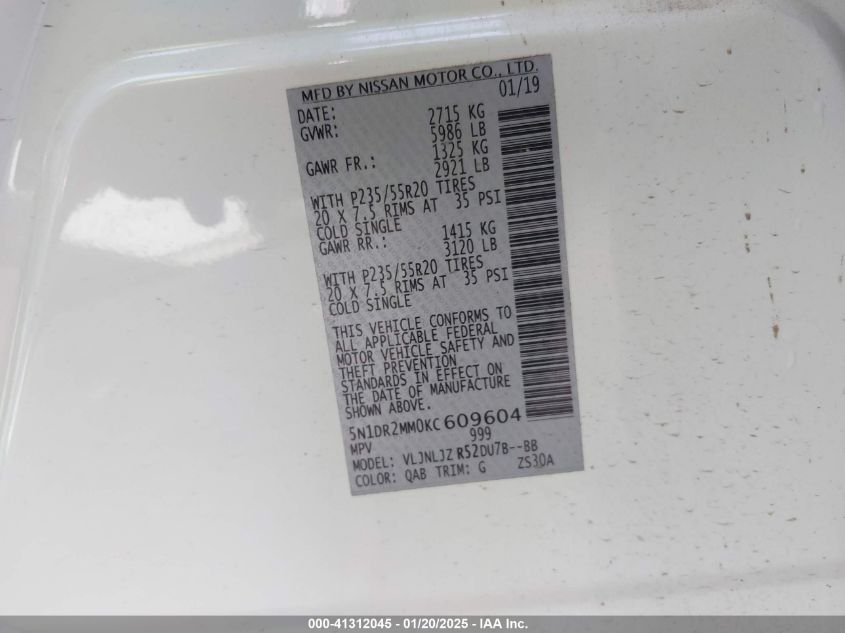 MFD BY NISSAN MOTOR CO., LTD.
DATE: 01/19
GVWR: 2715 KG
5986 LB
GAWR FR.: 1325 KG
2921 LB
WITH P235/55R20 TIRES
20 X 7.5 RIMS AT 35 PSI
COLD SINGLE
GAWR RR.: 1415 KG
3120 LB
WITH P235/55R20 TIRES
20 X 7.5 RIMS AT 35 PSI
COLD SINGLE
THIS VEHICLE CONFORMS TO
ALL APPLICABLE FEDERAL
MOTOR VEHICLE SAFETY AND
THEFT PREVENTION
STANDARDS IN EFFECT ON
THE DATE OF MANUFACTURE
SHOWN ABOVE.
5N1DR2MM0KC609604
MPV 999
MODEL: VLJNLJZ R52DU7B--BB
COLOR: QAB TRIM: G ZS30A
000-41312045 - 01/20/2025 - IAA Inc.